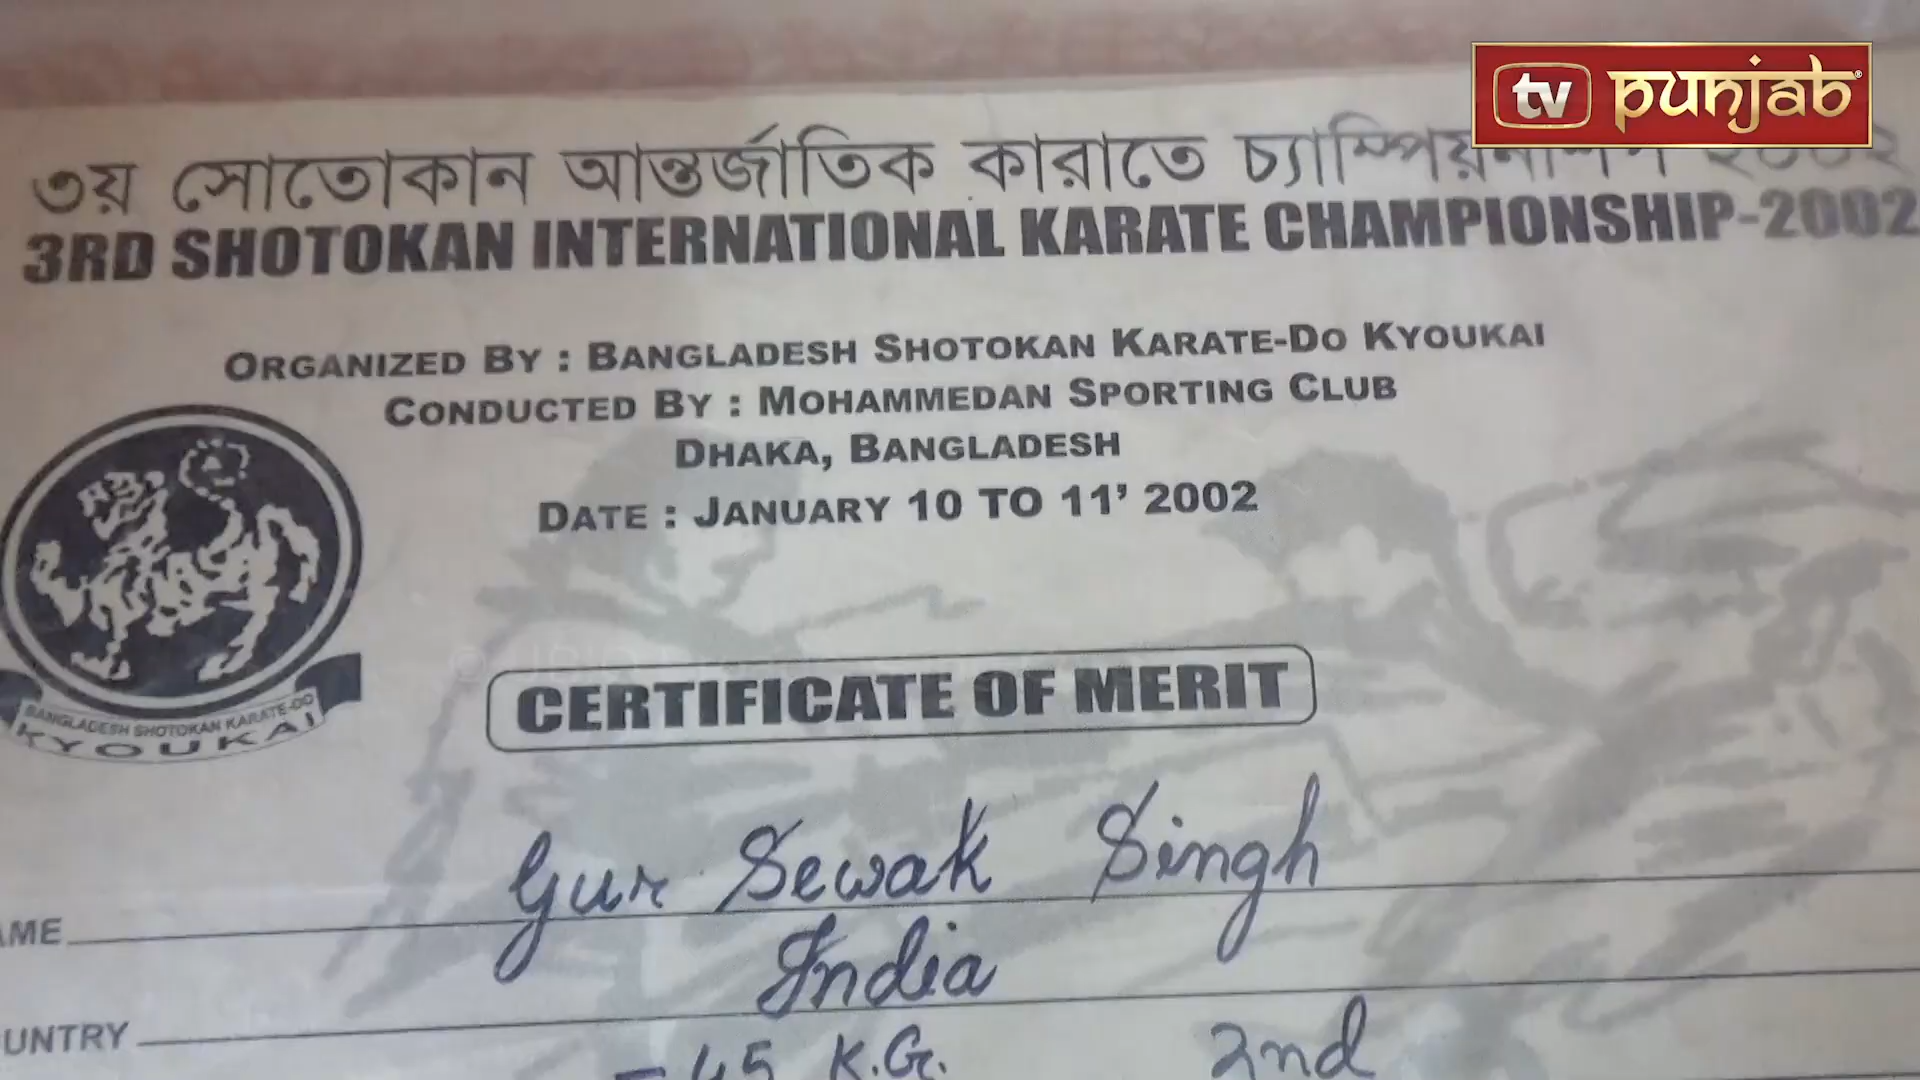 tv punjab
৩য় সোতোকান আন্তর্জাতিক কারাতে চ্যাম্পিয়নশিপ ২০০২
3RD SHOTOKAN INTERNATIONAL KARATE CHAMPIONSHIP-2002
ORGANIZED BY : BANGLADESH SHOTOKAN KARATE-DO KYOUKAI
CONDUCTED BY : MOHAMMEDAN SPORTING CLUB
DHAKA, BANGLADESH
DATE : JANUARY 10 TO 11' 2002
BANGLADESH SHOTOKAN KARATE-DO
KYOUKAI
CERTIFICATE OF MERIT
AME Gur Sewak Singh
UNTRY India
- 45 K.G. 2nd